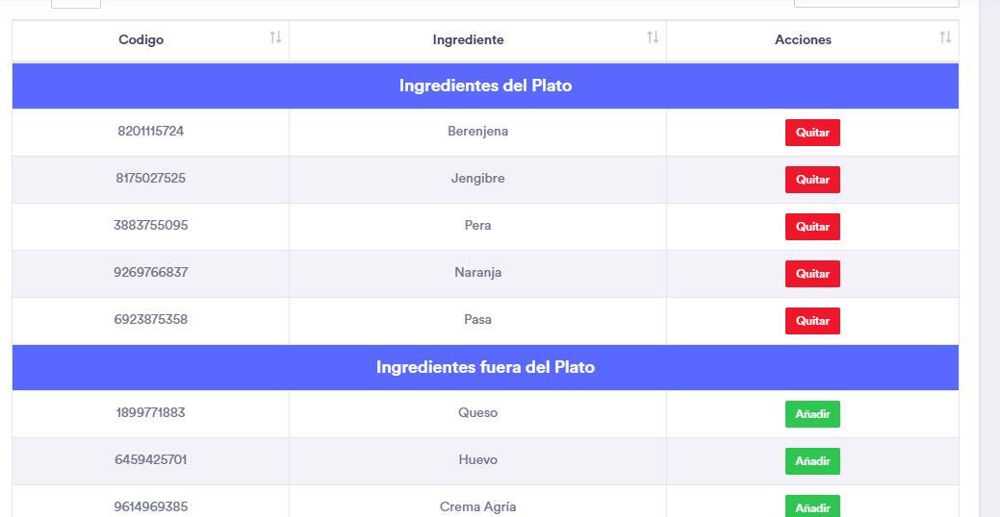 Codigo Ingrediente Acciones
Ingredientes del Plato
8201115724 Berenjena Quitar
8175027525 Jengibre Quitar
3883755095 Pera Quitar
9269766837 Naranja Quitar
6923875358 Pasa Quitar
Ingredientes fuera del Plato
1899771883 Queso Añadir
6459425701 Huevo Añadir
9614969385 Crema Agría Añadir